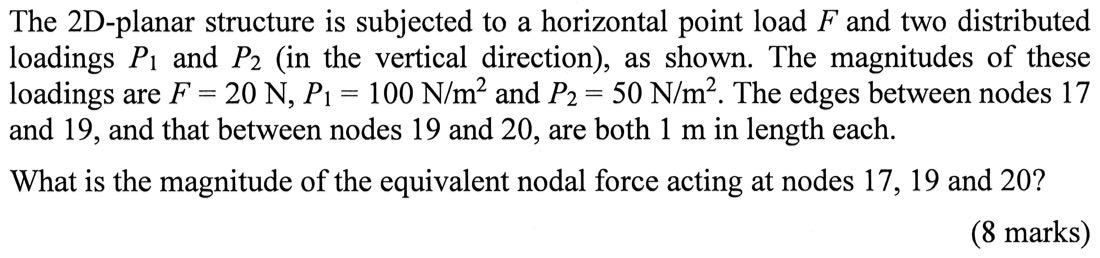 The 2D-planar structure is subjected to a horizontal point load F and two distributed
loadings P₁ and P₂ (in the vertical direction), as shown. The magnitudes of these
loadings are F = 20 N, P₁ = 100 N/m² and P₂ = 50 N/m². The edges between nodes 17
and 19, and that between nodes 19 and 20, are both 1 m in length each.
What is the magnitude of the equivalent nodal force acting at nodes 17, 19 and 20?
(8 marks)